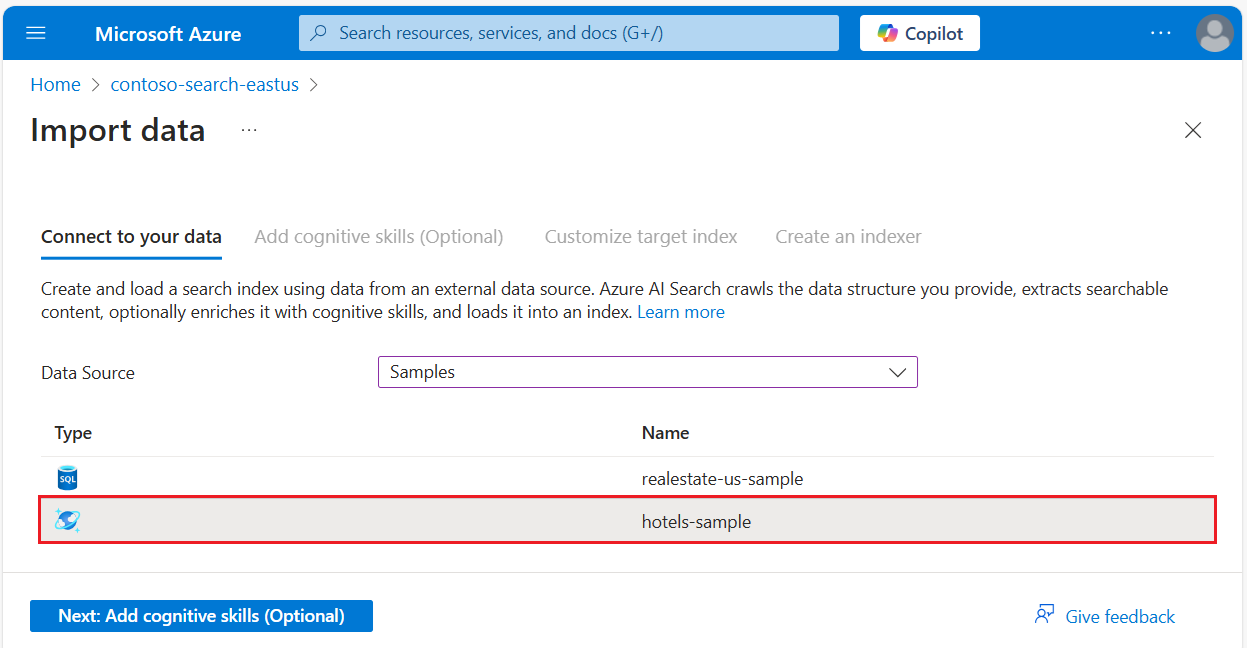 Microsoft Azure
Search resources, services, and docs (G+/)
Copilot
Home > contoso-search-eastus >
Import data ...
Connect to your data
Add cognitive skills (Optional)
Customize target index
Create an indexer
Create and load a search index using data from an external data source. Azure AI Search crawls the data structure you provide, extracts searchable
content, optionally enriches it with cognitive skills, and loads it into an index. Learn more
Data Source
Samples
Type
Name
SQL
realestate-us-sample
hotels-sample
Next: Add cognitive skills (Optional)
Give feedback